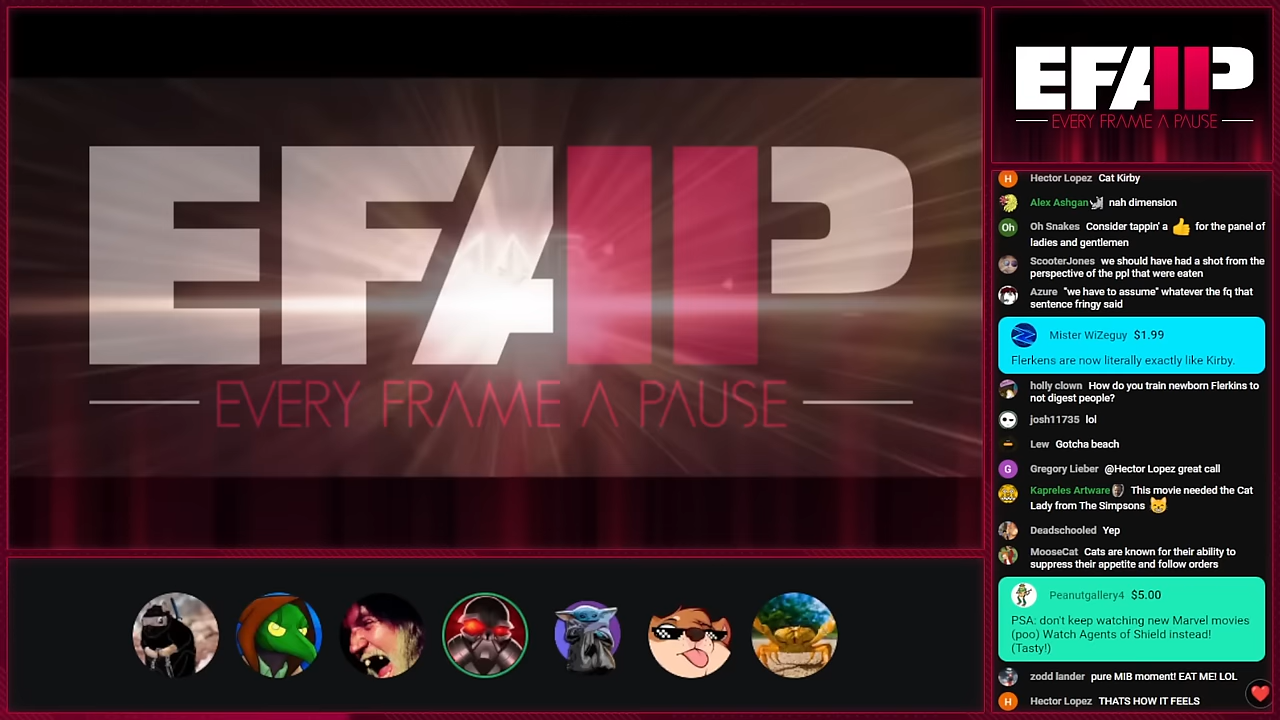 EFAP
EVERY FRAME A PAUSE
EFAP
EVERY FRAME A PAUSE
H
Hector Lopez Cat Kirby
Alex Ashgan nah dimension
Oh
Oh Snakes Consider tappin' a 👍 for the panel of
ladies and gentlemen
ScooterJones we should have had a shot from the
perspective of the ppl that were eaten
Azure "we have to assume" whatever the fq that
sentence fringy said
Mister WiZeguy $1.99
Flerkens are now literally exactly like Kirby.
holly clown How do you train newborn Flerkins to
not digest people?
josh11735 lol
Lew Gotcha beach
G
Gregory Lieber @Hector Lopez great call
Kapreles Artware This movie needed the Cat
Lady from The Simpsons 😺
Deadschooled Yep
MooseCat Cats are known for their ability to
suppress their appetite and follow orders
Peanutgallery4 $5.00
PSA: don't keep watching new Marvel movies
(poo) Watch Agents of Shield instead!
(Tasty!)
zodd lander pure MIB moment! EAT ME! LOL
H
Hector Lopez THATS HOW IT FEELS